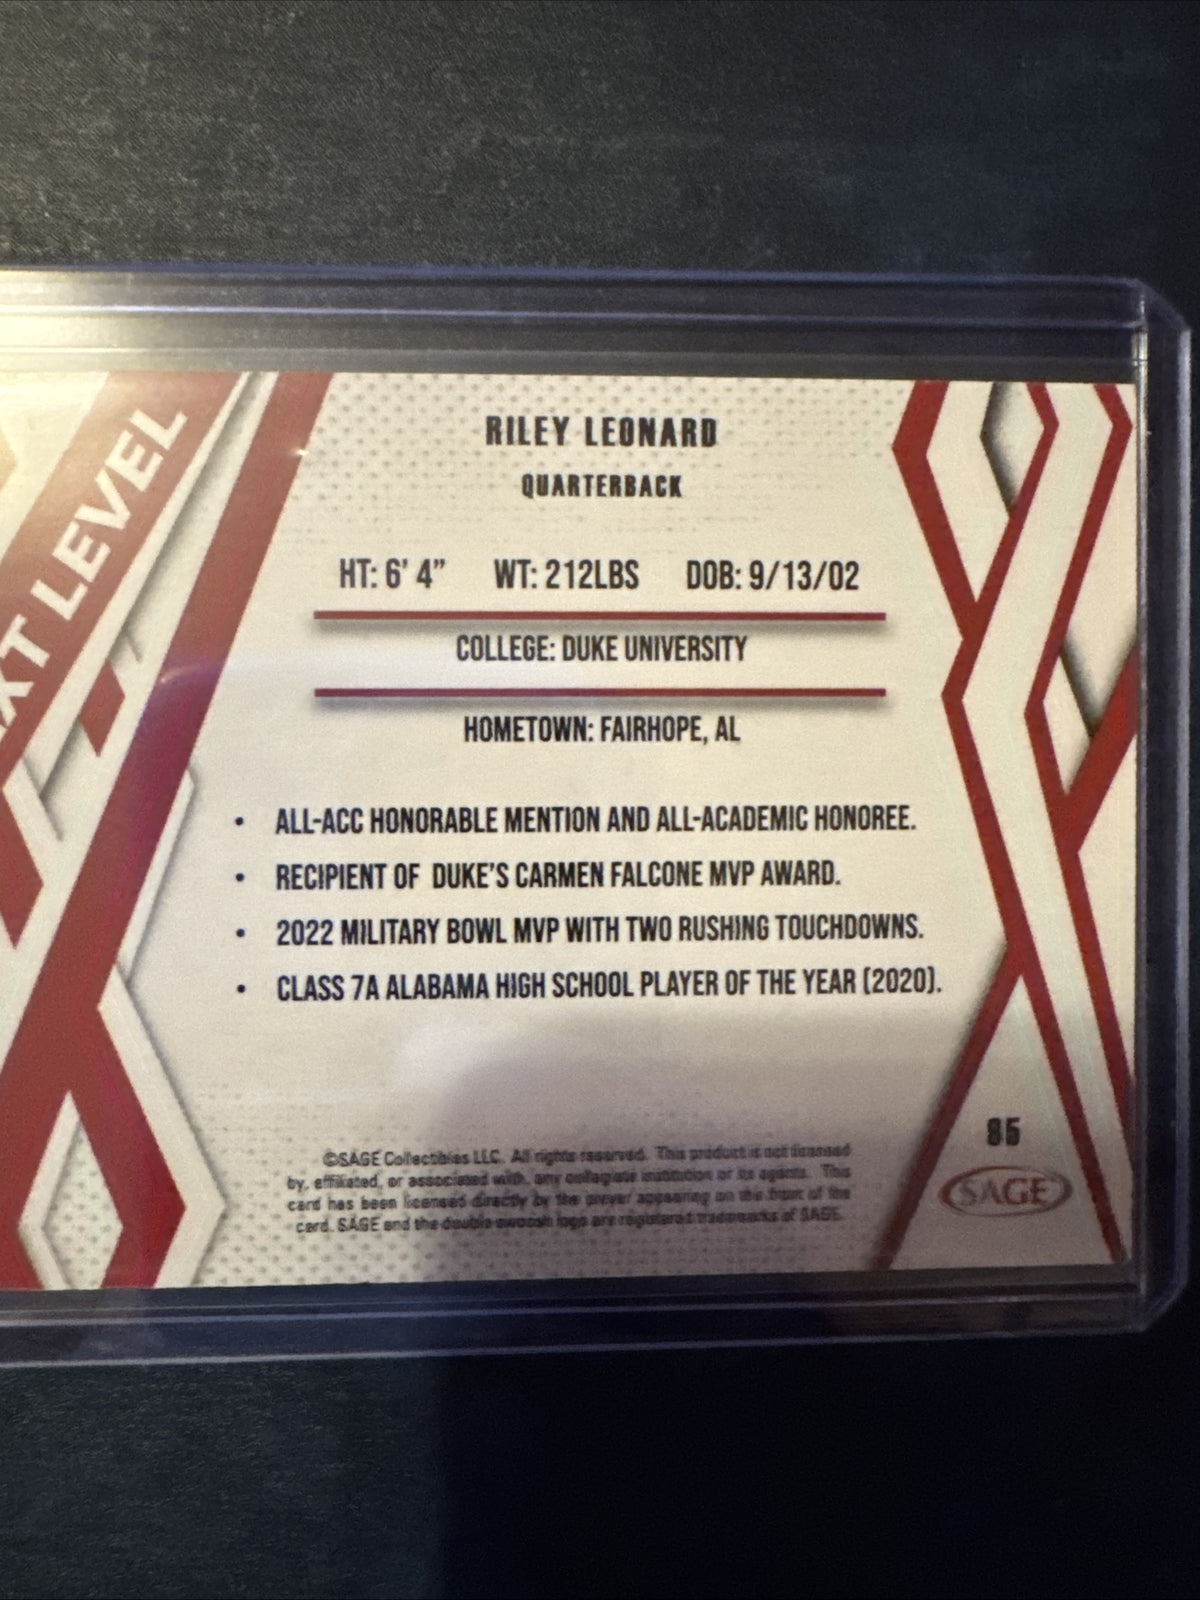 XT LEVEL
RILEY LEONARD
QUARTERBACK
HT: 6' 4" WT: 212LBS DOB: 9/13/02
COLLEGE: DUKE UNIVERSITY
HOMETOWN: FAIRHOPE, AL
• ALL-ACC HONORABLE MENTION AND ALL-ACADEMIC HONOREE.
• RECIPIENT OF DUKE'S CARMEN FALCONE MVP AWARD.
• 2022 MILITARY BOWL MVP WITH TWO RUSHING TOUCHDOWNS.
• CLASS 7A ALABAMA HIGH SCHOOL PLAYER OF THE YEAR (2020).
©SAGE Collectibles LLC. All rights reserved. This product is not licensed
by, effiliated, or associated with, any collegiate institution or its agents. This
card has been licensed directly by the player appearing on the front of the
card. SAGE and the double swoosh logo are registered trademarks of SAGE.
85
SAGE